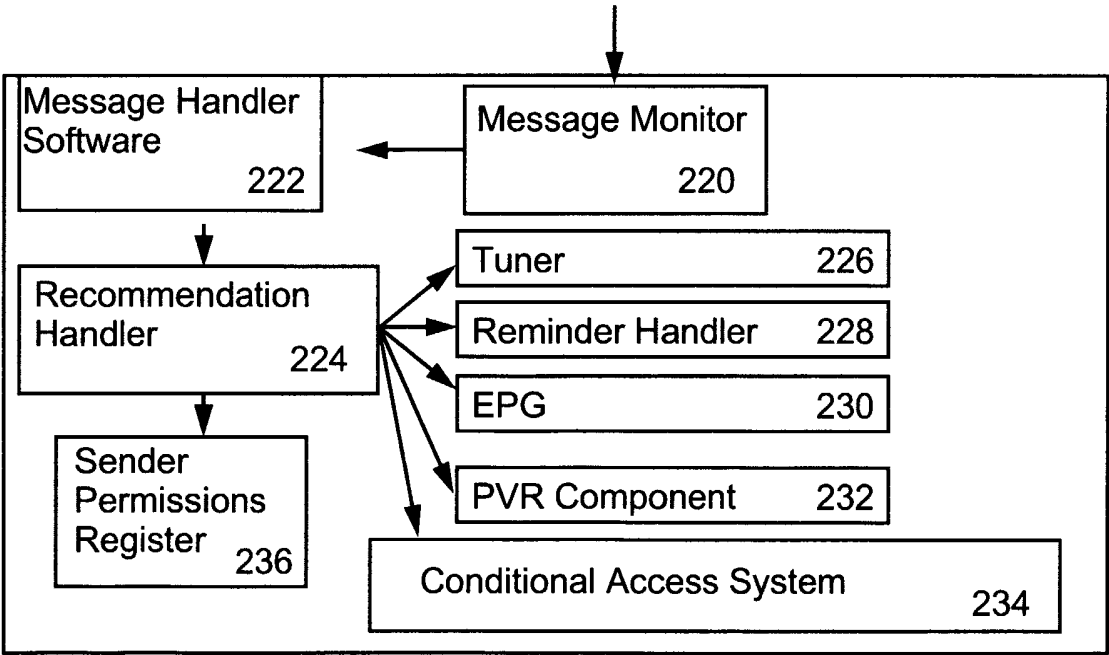 Message Handler
Software
222
Message Monitor
220
Recommendation
Handler
224
Tuner 226
Reminder Handler 228
EPG 230
PVR Component 232
Sender
Permissions
Register
236
Conditional Access System
234